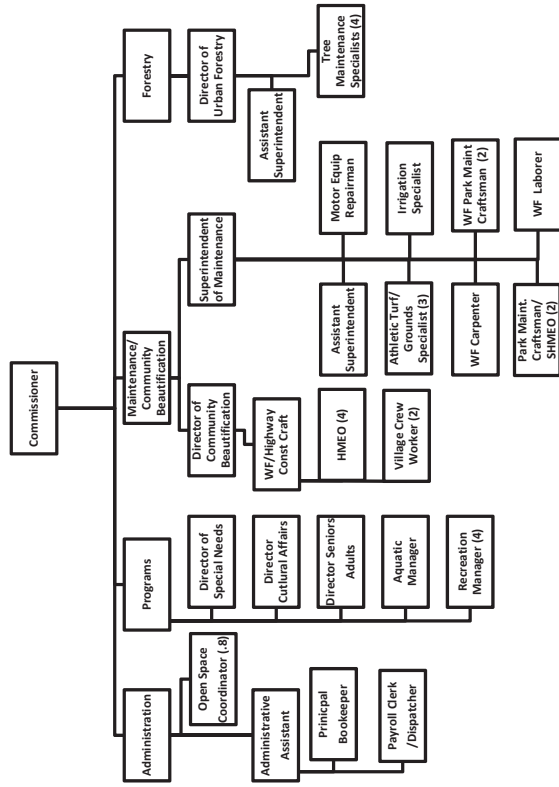 Commissioner
Administration
Open Space
Coordinator (.8)
Administrative
Assistant
Prinicpal
Bookeeper
Payroll Clerk
/Dispatcher
Programs
Director of
Special Needs
Director
Cutlural Affairs
Director Seniors
Adults
Aquatic
Manager
Recreation
Manager (4)
Maintenance/
Community
Beautification
Director of
Community
Beautification
WF/Highway
Const Craft
HMEO (4)
Village Crew
Worker (2)
Superintendent
of Maintenance
Assistant
Superintendent
Motor Equip
Repairman
Athletic Turf/
Grounds
Specialist (3)
Irrigation
Specialist
WF Carpenter
WF Park Maint
Craftsman (2)
Park Maint.
Craftsman/
SHMEO (2)
WF Laborer
Forestry
Director of
Urban Forestry
Assistant
Superintendent
Tree
Maintenance
Specialists (4)